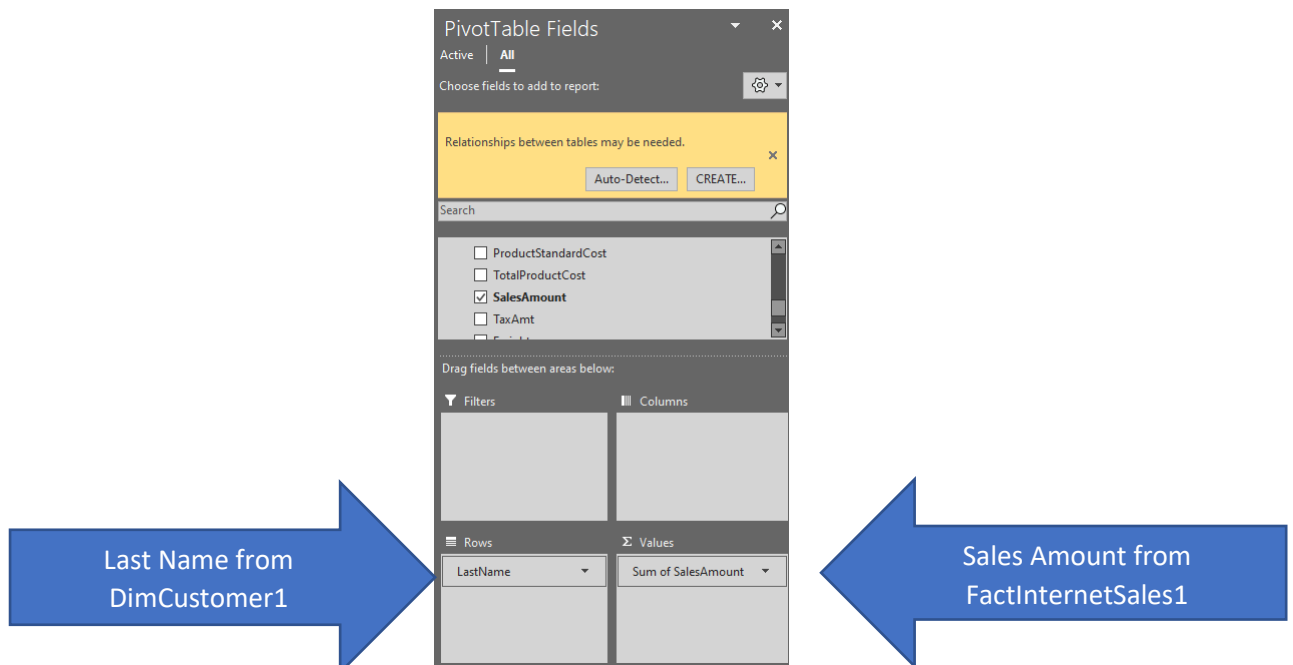 PivotTable Fields
Active All
Choose fields to add to report:
Relationships between tables may be needed.
Auto-Detect... CREATE...
Search
ProductStandardCost
TotalProductCost
SalesAmount
TaxAmt
Drag fields between areas below:
Filters Columns
Rows Σ Values
LastName Sum of SalesAmount
Last Name from
DimCustomer1
Sales Amount from
FactInternetSales1